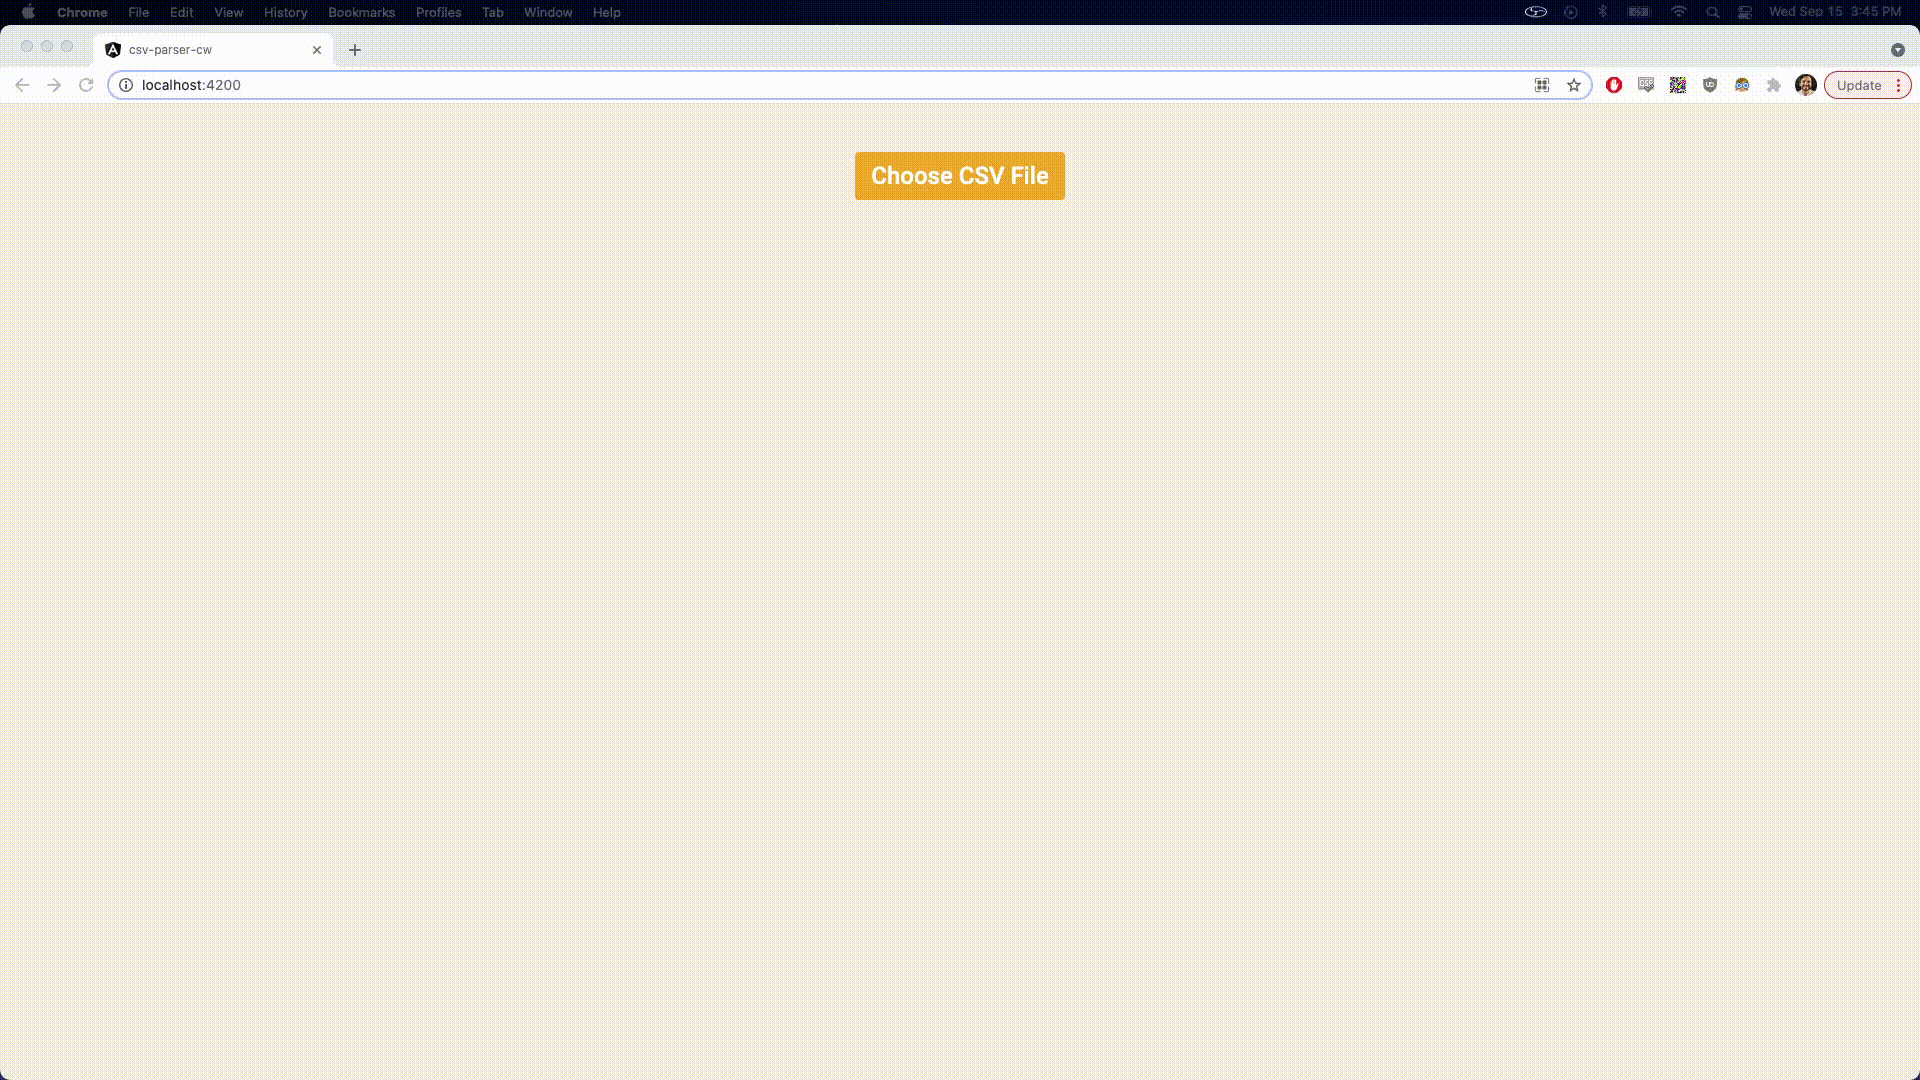 Chrome File Edit View History Bookmarks Profiles Tab Window Help Wed Sep 15 3:45 PM
csv-parser-cw
localhost:4200 Update
Choose CSV File